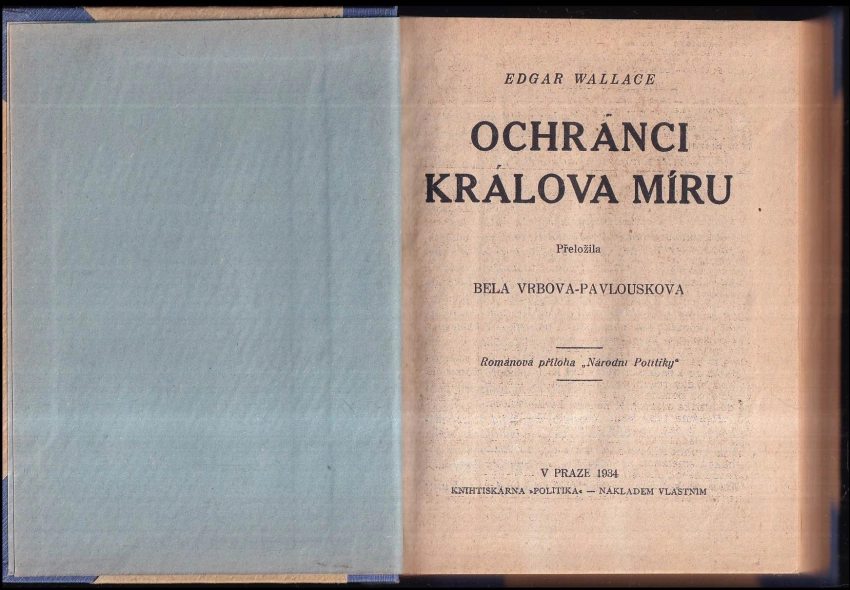 EDGAR WALLACE
OCHRÁNCI
KRÁLOVA MÍRU
Přeložila
BELA VRBOVA-PAVLOUSKOVA
Románová příloha „Národní Politiky“
V PRAZE 1934
KNIHTISKÁRNA »POLITIKA« — NÁKLADEM VLASTNÍM